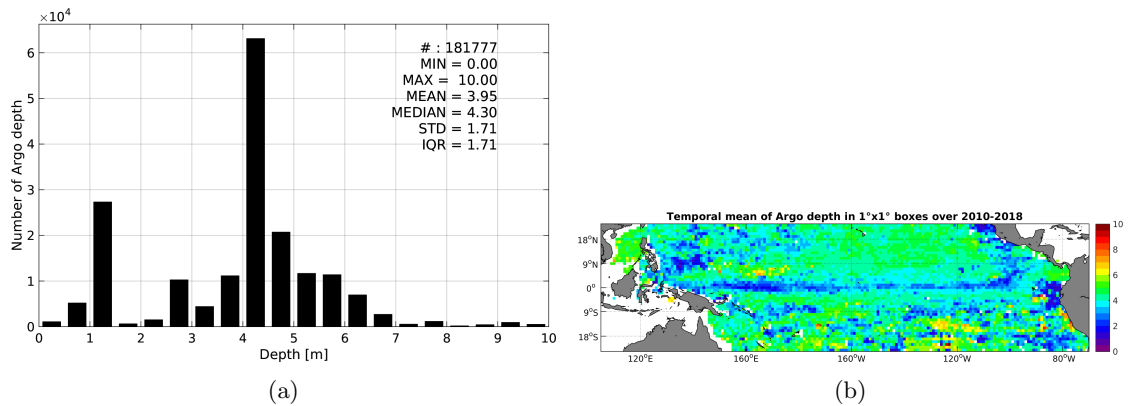 ×10⁴
# : 181777
MIN = 0.00
MAX = 10.00
MEAN = 3.95
MEDIAN = 4.30
STD = 1.71
IQR = 1.71
Number of Argo depth
6
5
4
3
2
1
0
0 1 2 3 4 5 6 7 8 9 10
Depth [m]
(a)
Temporal mean of Argo depth in 1°x1° boxes over 2010-2018
18°N
9°N
0°
9°S
18°S
120°E 160°E 160°W 120°W 80°W
10
8
6
4
2
0
(b)